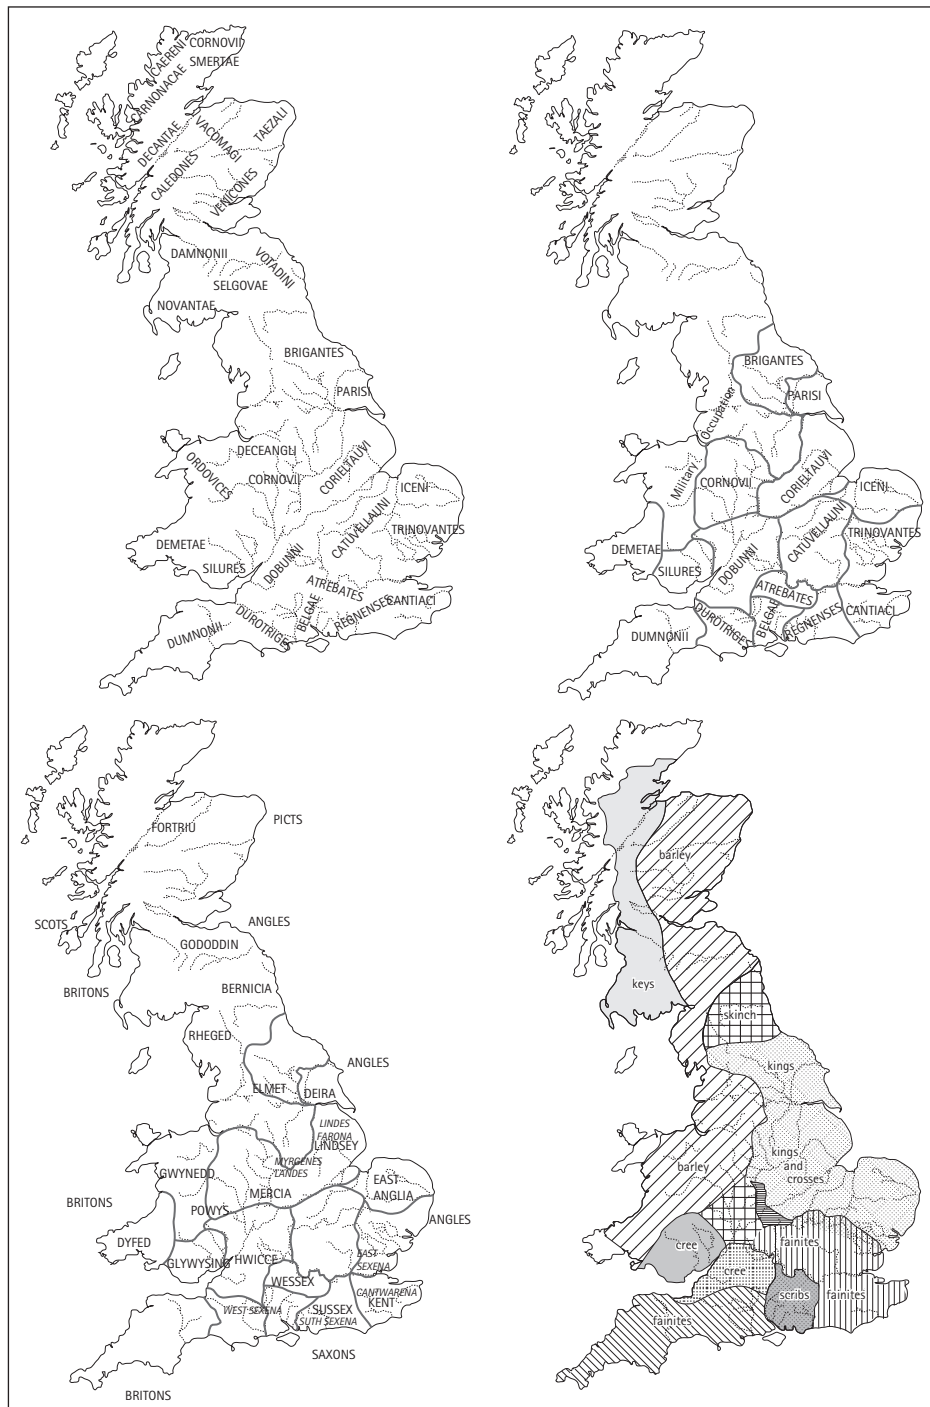 CORNOVII
CAERENI
SMERTAE
CARNONACAE
TAEZALI
VACOMAGI
DECANTAE
CALEDONES
VENICONES
DAMNONII
VOTADINI
SELGOVAE
NOVANTAE
BRIGANTES
PARISI
DECEANGLI
ORDOVICES
CORNOVII
CORIELTAUVI
ICENI
CATUVELLAUNI
TRINOVANTES
DEMETAE
SILURES
DOBUNNI
ATREBATES
BELGAE
REGNENSES
CANTIACI
DUROTRIGES
DUMNONII
BRIGANTES
PARISI
Military
Occupation
CORNOVII
CORIELTAUVI
ICENI
CATUVELLAUNI
TRINOVANTES
DEMETAE
SILURES
DOBUNNI
ATREBATES
BELGAE
REGNENSES
CANTIACI
DUROTRIGES
DUMNONII
FORTRIU
PICTS
SCOTS
ANGLES
GODODDIN
BRITONS
BERNICIA
RHEGED
ANGLES
ELMET
DEIRA
LINDES
FARONA
LINDSEY
MYRGENES
LANDES
GWYNEDD
MERCIA
EAST
ANGLIA
BRITONS
POWYS
ANGLES
DYFED
GLYWYSING
HWICCE
EAST
SEXENA
WESSEX
CANTWARENA
KENT
WEST SEXENA
SUSSEX
SUTH SEXENA
SAXONS
BRITONS
barley
keys
skinch
kings
barley
kings
and
crosses
cree
fainites
cree
scribs
fainites
fainites